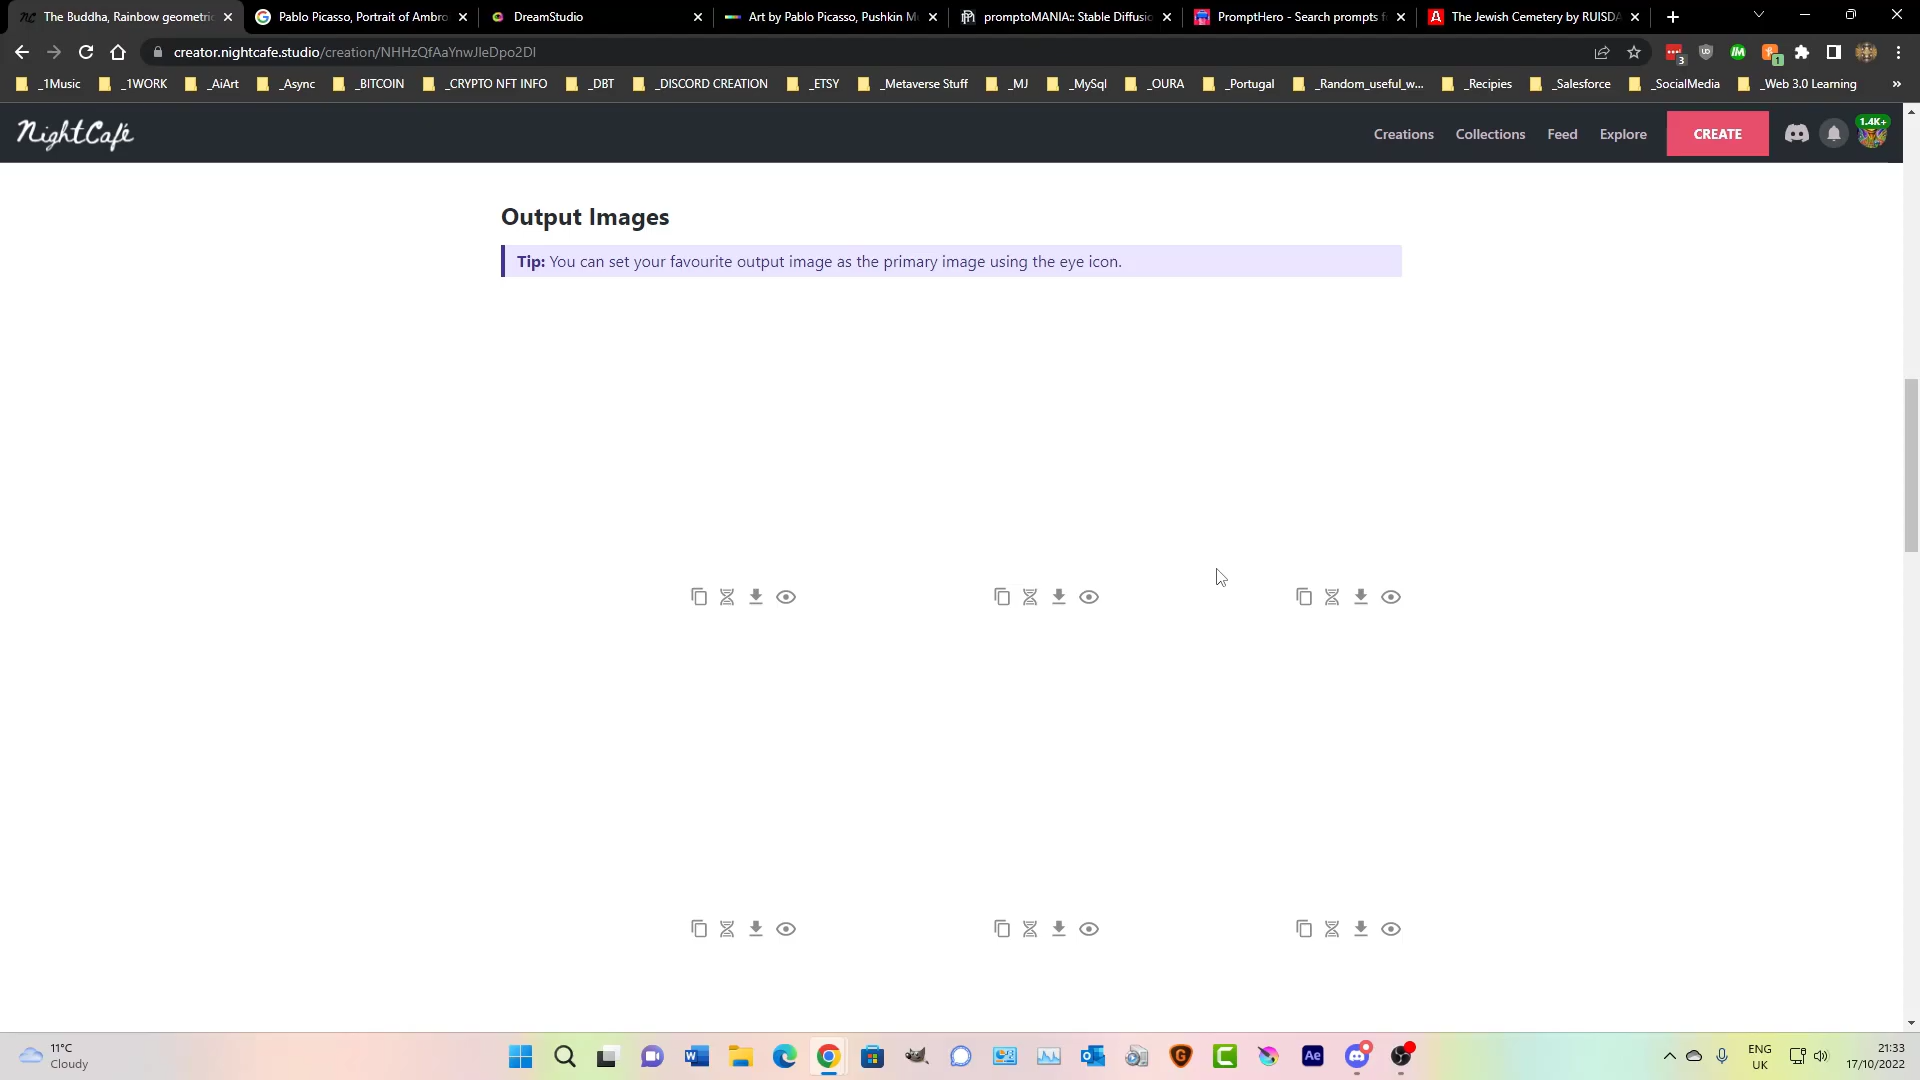 The Buddha, Rainbow geometric
Pablo Picasso, Portrait of Ambro
DreamStudio
Art by Pablo Picasso, Pushkin M
promptoMANIA:: Stable Diffusio
PromptHero - Search prompts f
The Jewish Cemetery by RUISDA
creator.nightcafe.studio/creation/NHHzQfAaYnwJIeDpo2DI
3
1
_1Music
_1WORK
_AiArt
_Async
_BITCOIN
_CRYPTO NFT INFO
_DBT
_DISCORD CREATION
_ETSY
_Metaverse Stuff
_MJ
_MySql
_OURA
_Portugal
_Random_useful_w...
_Recipies
_Salesforce
_SocialMedia
_Web 3.0 Learning
NightCafé
Creations
Collections
Feed
Explore
CREATE
1.4K+
Output Images
Tip: You can set your favourite output image as the primary image using the eye icon.
11°C
Cloudy
ENG
UK
21:33
17/10/2022